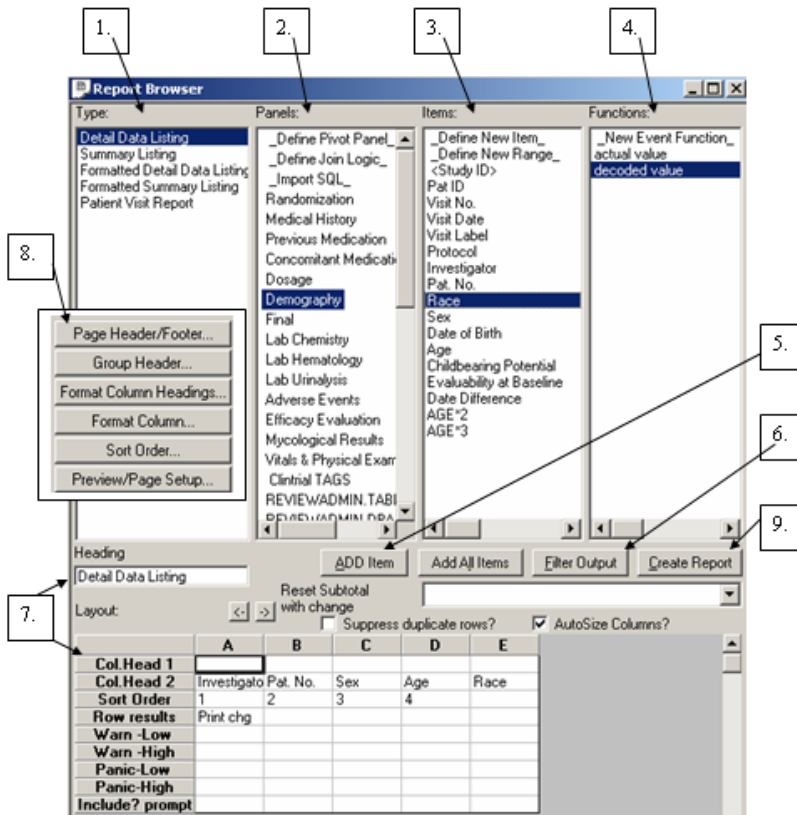 1.
2.
3.
4.
Report Browser
Type:
Detail Data Listing
Summary Listing
Formatted Detail Data Listing
Formatted Summary Listing
Patient Visit Report
8.
Page Header/Footer...
Group Header...
Format Column Headings...
Format Column...
Sort Order...
Preview/Page Setup...
Panels:
_Define Pivot Panel_
_Define Join Logic_
_Import SQL_
Randomization
Medical History
Previous Medication
Concomitant Medicati
Dosage
Demography
Final
Lab Chemistry
Lab Hematology
Lab Urinalysis
Adverse Events
Efficacy Evaluation
Mycological Results
Vitals & Physical Exam
Clintrial TAGS
REVIEWADMIN.TABL
REVIEWADMIN.DRA
Items:
_Define New Item_
_Define New Range_
<Study ID>
Pat ID
Visit No.
Visit Date
Visit Label
Protocol
Investigator
Pat. No.
Race
Sex
Date of Birth
Age
Childbearing Potential
Evaluability at Baseline
Date Difference
AGE*2
AGE*3
Functions:
_New Event Function_
actual value
decoded value
5.
6.
9.
7.
Heading
Detail Data Listing
ADD Item Add All Items Filter Output Create Report
Layout: <- -> Reset Subtotal
with change
Suppress duplicate rows? AutoSize Columns?
A B C D E
Col.Head 1
Col.Head 2 Investigato Pat. No. Sex Age Race
Sort Order 1 2 3 4
Row results Print chg
Warn -Low
Warn -High
Panic-Low
Panic-High
Include? prompt